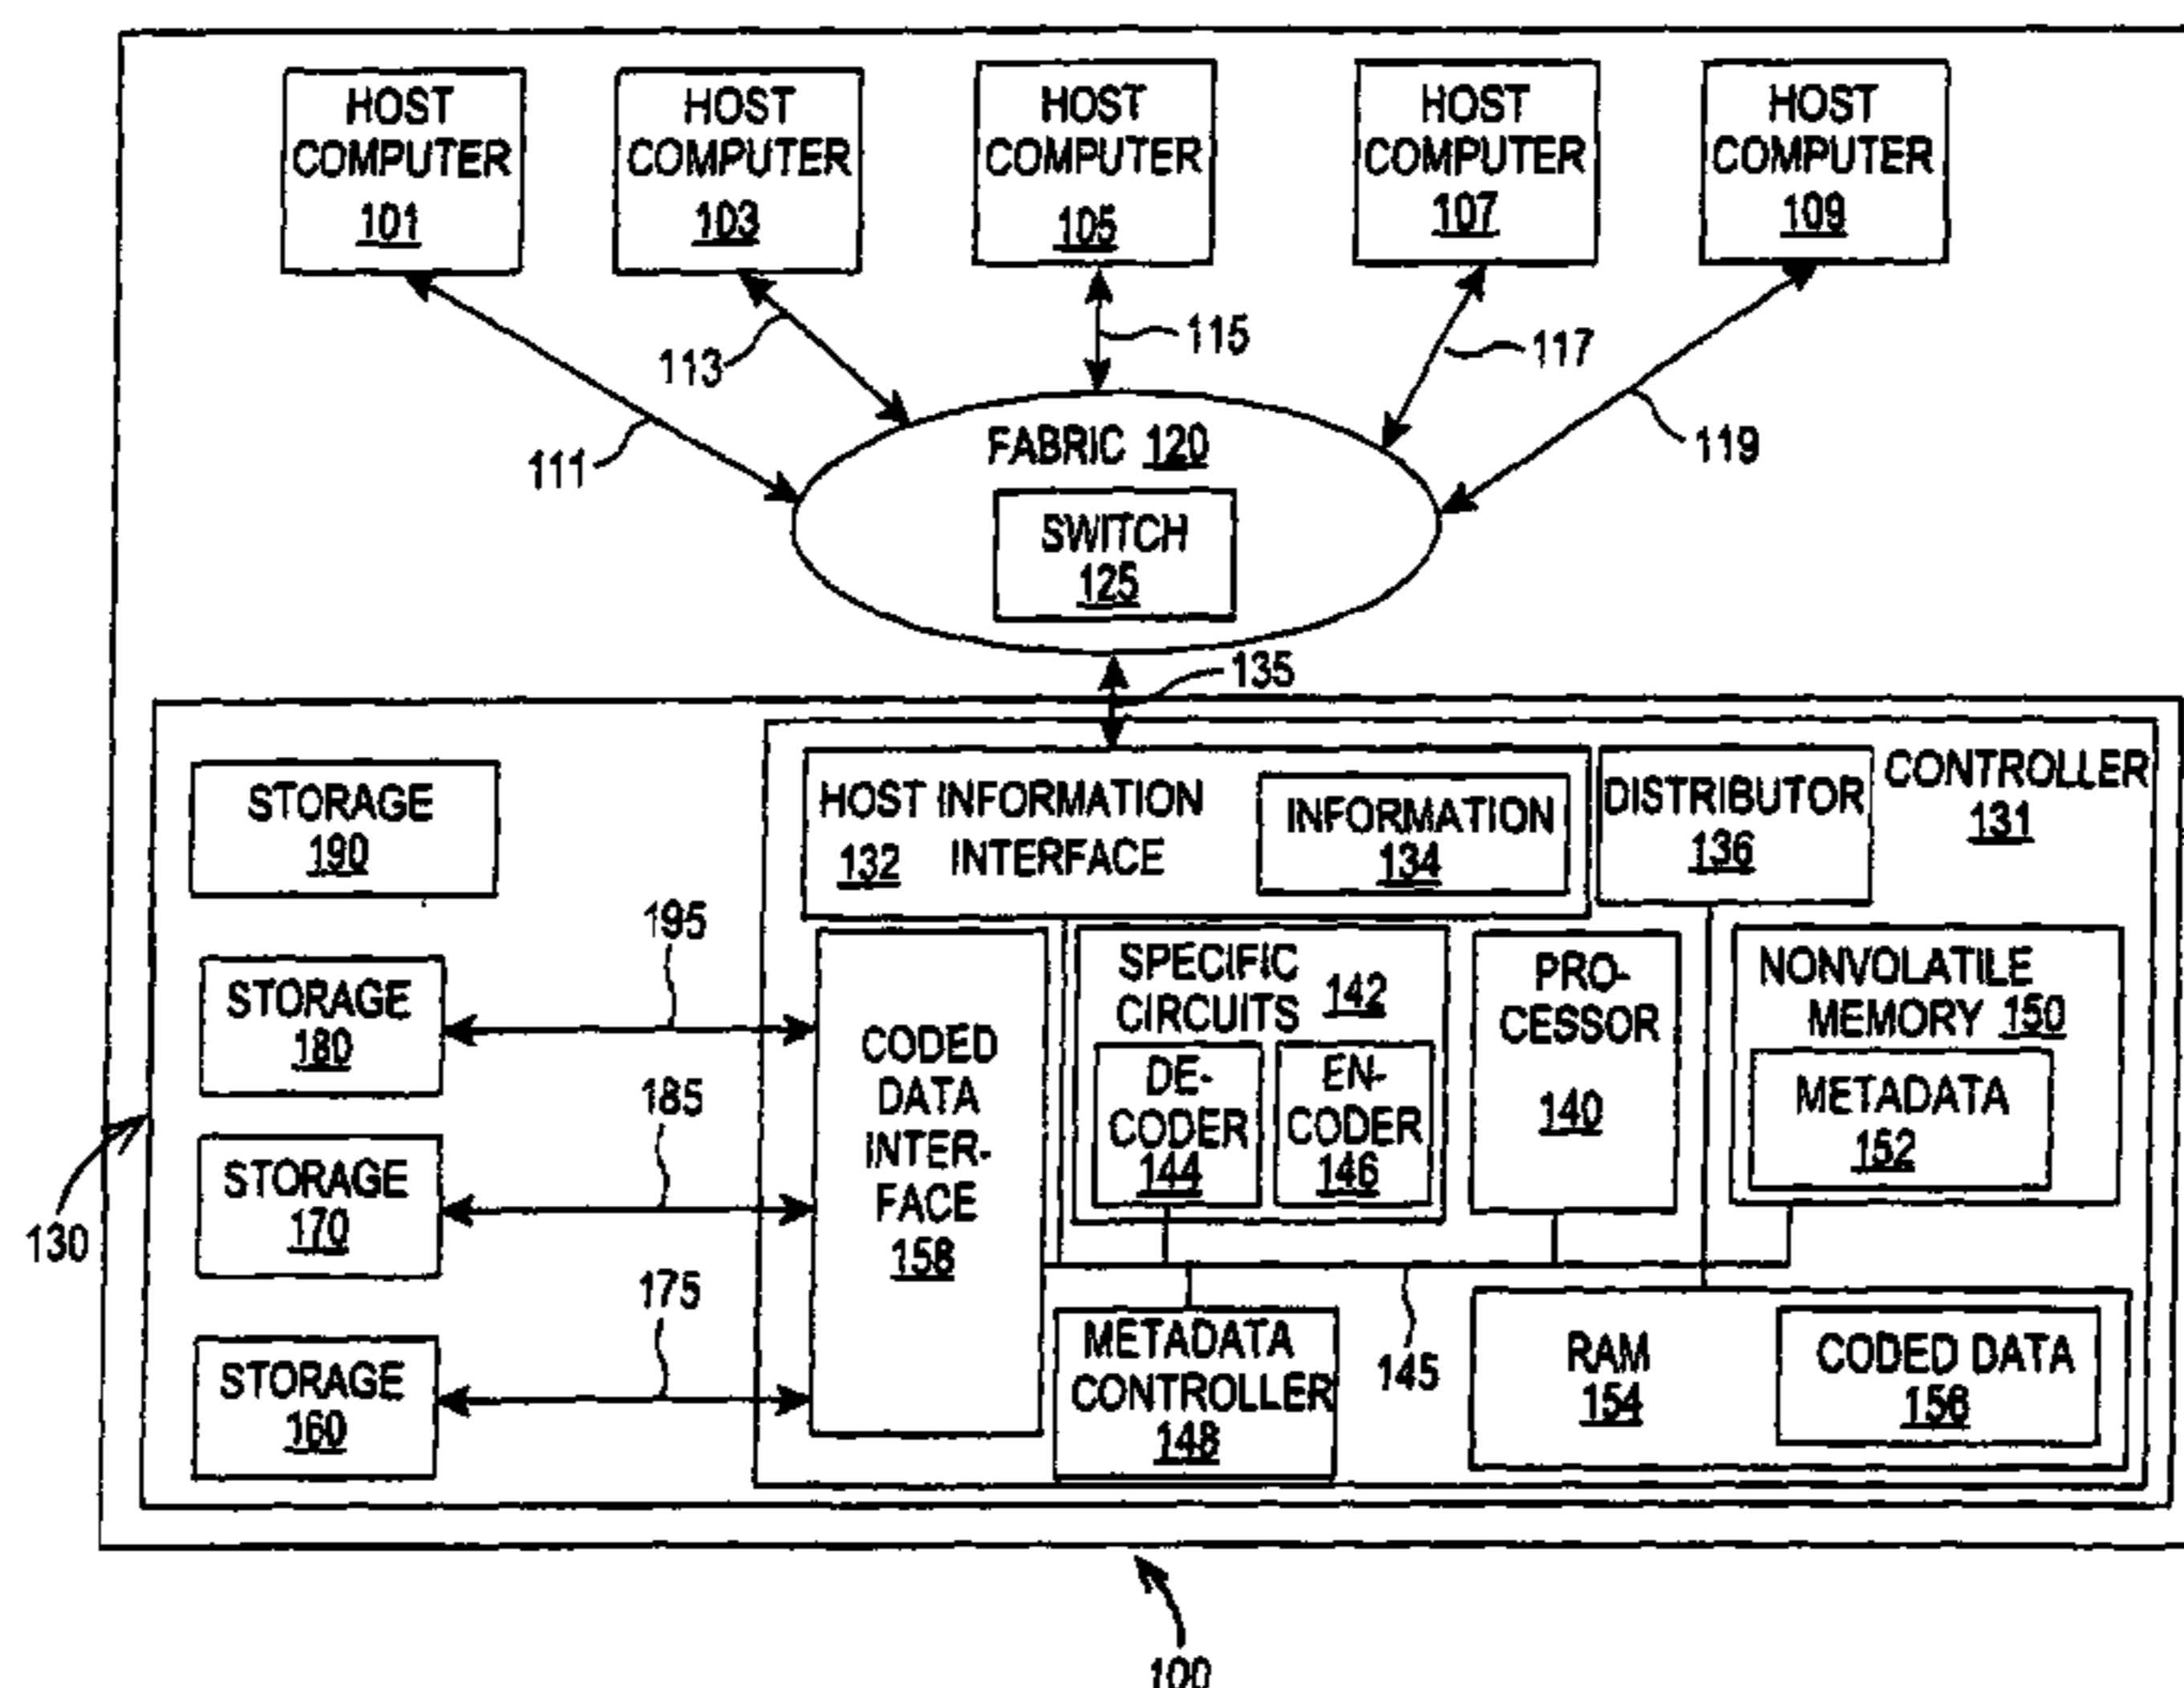 HOST
COMPUTER
101
HOST
COMPUTER
103
HOST
COMPUTER
105
HOST
COMPUTER
107
HOST
COMPUTER
109
111
113
115
117
119
FABRIC 120
SWITCH
125
135
130
STORAGE
190
STORAGE
180
STORAGE
170
STORAGE
160
195
185
175
CONTROLLER
131
HOST INFORMATION
132 INTERFACE
INFORMATION
134
DISTRIBUTOR
136
CODED
DATA
INTER-
FACE
158
SPECIFIC
CIRCUITS 142
DE-
CODER
144
EN-
CODER
146
PRO-
CESSOR
140
NONVOLATILE
MEMORY 150
METADATA
152
METADATA
CONTROLLER
148
145
RAM
154
CODED DATA
156
100